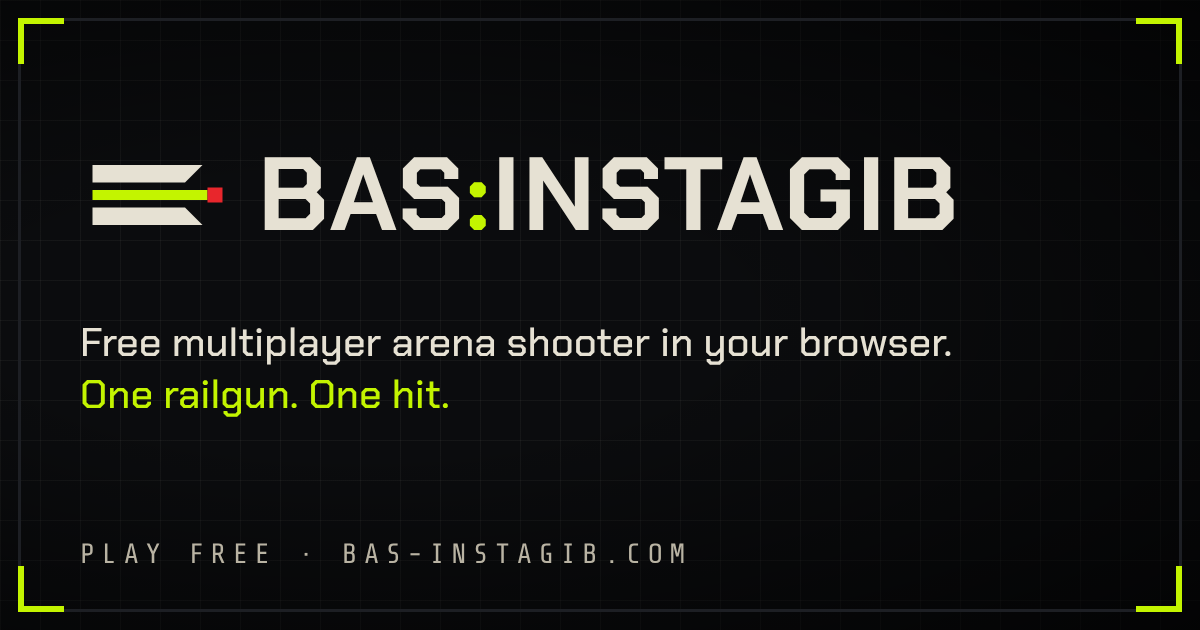 BAS:INSTAGIB
Free multiplayer arena shooter in your browser.
One railgun. One hit.
PLAY FREE · BAS-INSTAGIB.COM